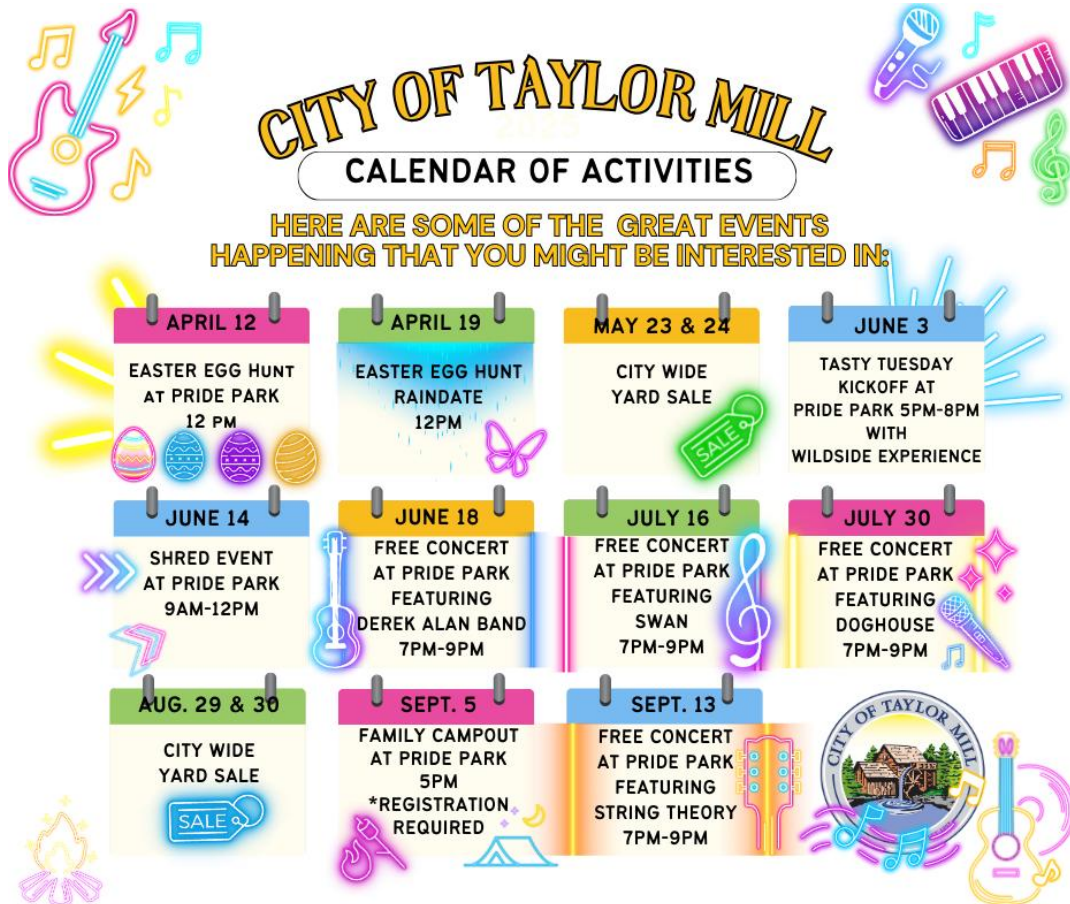 CITY OF TAYLOR MILL
2025
CALENDAR OF ACTIVITIES
HERE ARE SOME OF THE GREAT EVENTS
HAPPENING THAT YOU MIGHT BE INTERESTED IN:
APRIL 12
EASTER EGG HUNT
AT PRIDE PARK
12 PM
APRIL 19
EASTER EGG HUNT
RAINDATE
12PM
MAY 23 & 24
CITY WIDE
YARD SALE
SALE
JUNE 3
TASTY TUESDAY
KICKOFF AT
PRIDE PARK 5PM-8PM
WITH
WILDSIDE EXPERIENCE
JUNE 14
SHRED EVENT
AT PRIDE PARK
9AM-12PM
JUNE 18
FREE CONCERT
AT PRIDE PARK
FEATURING
DEREK ALAN BAND
7PM-9PM
JULY 16
FREE CONCERT
AT PRIDE PARK
FEATURING
SWAN
7PM-9PM
JULY 30
FREE CONCERT
AT PRIDE PARK
FEATURING
DOGHOUSE
7PM-9PM
AUG. 29 & 30
CITY WIDE
YARD SALE
SALE
SEPT. 5
FAMILY CAMPOUT
AT PRIDE PARK
5PM
*REGISTRATION
REQUIRED
SEPT. 13
FREE CONCERT
AT PRIDE PARK
FEATURING
STRING THEORY
7PM-9PM
CITY OF TAYLOR MILL